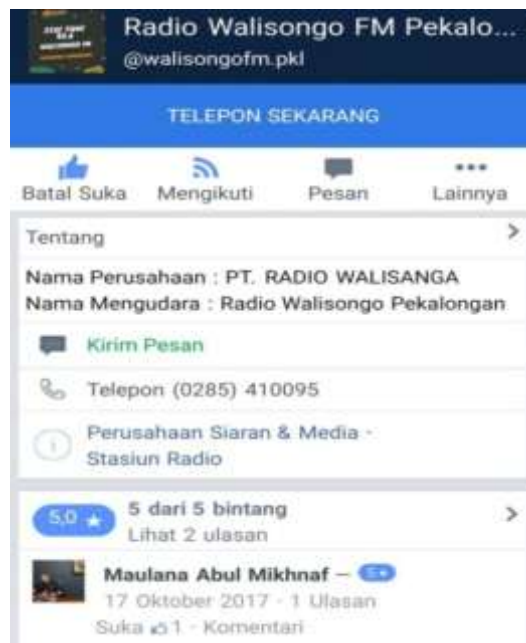 Radio Walisongo FM Pekalo...
@walisongofm.pkl
TELEPON SEKARANG
Batal Suka Mengikuti Pesan Lainnya
Tentang
Nama Perusahaan : PT. RADIO WALISANGA
Nama Mengudara : Radio Walisongo Pekalongan
Kirim Pesan
Telepon (0285) 410095
Perusahaan Siaran & Media ·
Stasiun Radio
5,0 ★ 5 dari 5 bintang
Lihat 2 ulasan
Maulana Abul Mikhnaf – 5★
17 Oktober 2017 · 1 Ulasan
Suka 1 · Komentari